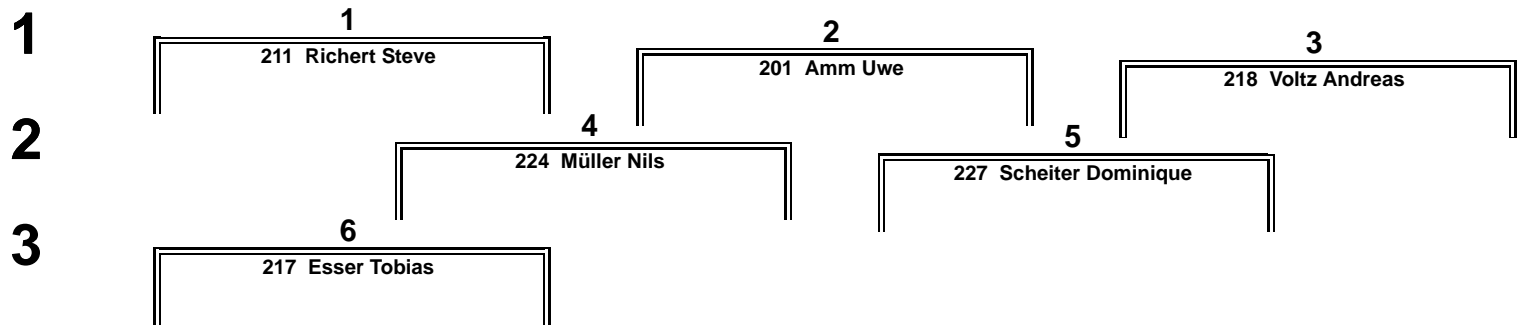 1
1
211 Richert Steve
2
201 Amm Uwe
3
218 Voltz Andreas
2
4
224 Müller Nils
5
227 Scheiter Dominique
3
6
217 Esser Tobias